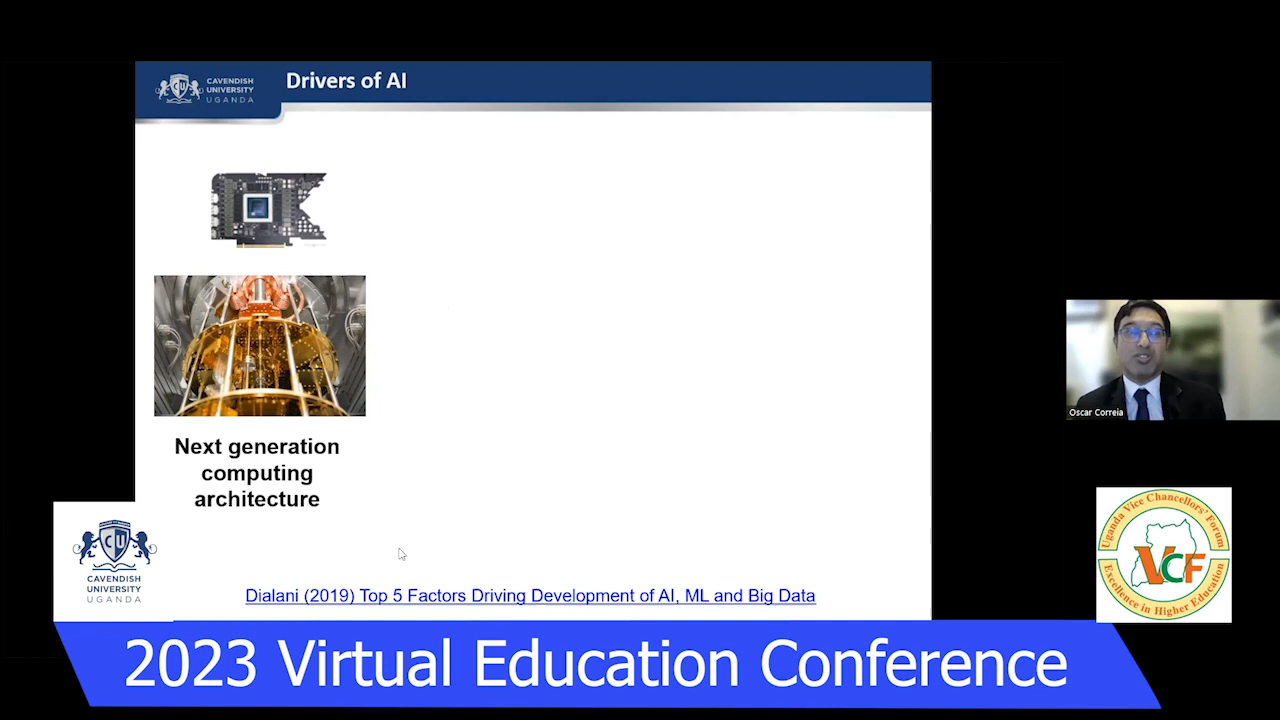 CAVENDISH
UNIVERSITY
UGANDA
CU
Drivers of AI
Next generation
computing
architecture
Oscar Correia
CU
CAVENDISH
UNIVERSITY
UGANDA
Dialani (2019) Top 5 Factors Driving Development of AI, ML and Big Data
Uganda Vice Chancellors' Forum
VCF
Excellence in Higher Education
2023 Virtual Education Conference